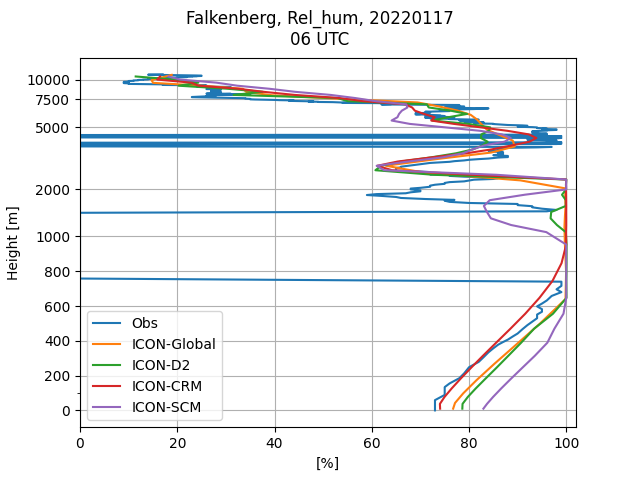 Falkenberg, Rel_hum, 20220117
06 UTC
10000
7500
5000
2000
1000
800
600
400
200
0
Height [m]
Obs
ICON-Global
ICON-D2
ICON-CRM
ICON-SCM
0 20 40 60 80 100
[%]